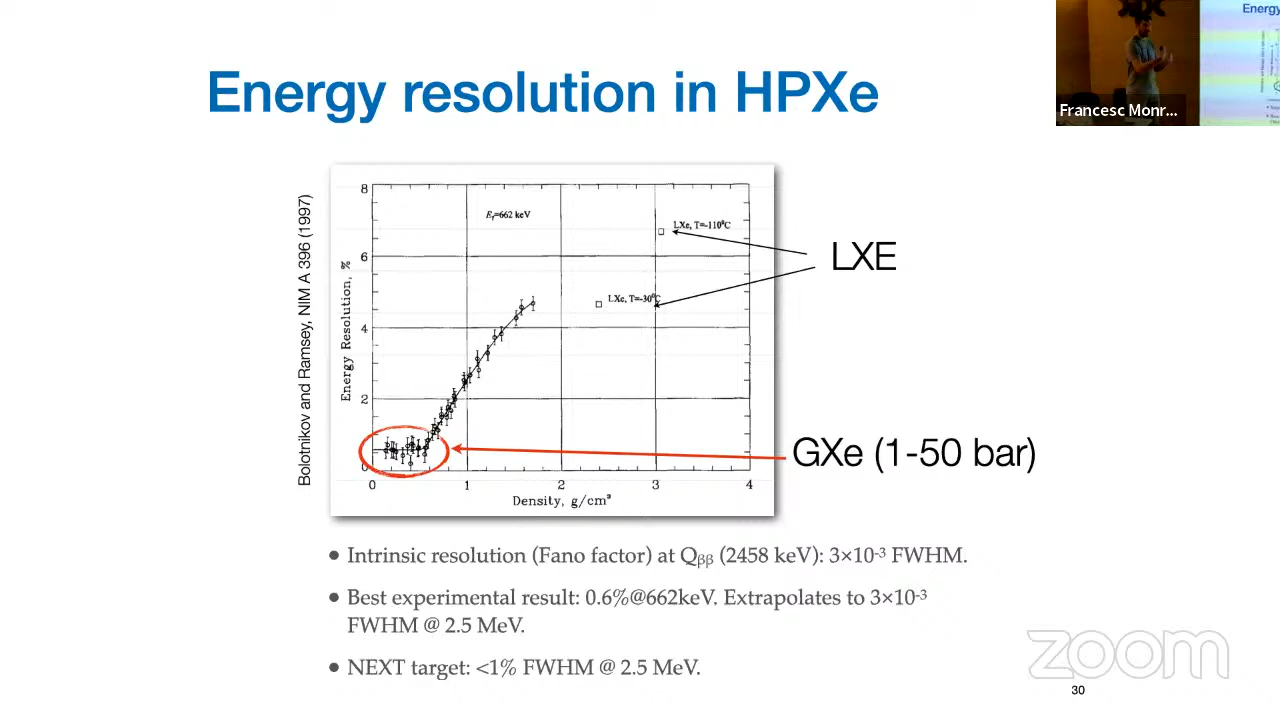 Energy
Francesc Monr...
Energy resolution in HPXe
Bolotnikov and Ramsey, NIM A 396 (1997)
8
6
4
2
0
Energy Resolution, %
Eγ=662 keV
LXe, T=-110⁰C
LXe, T=-30⁰C
LXE
GXe (1-50 bar)
0 1 2 3 4
Density, g/cm³
• Intrinsic resolution (Fano factor) at Qββ (2458 keV): 3×10⁻³ FWHM.
• Best experimental result: 0.6%@662keV. Extrapolates to 3×10⁻³
FWHM @ 2.5 MeV.
• NEXT target: <1% FWHM @ 2.5 MeV.
zoom
30